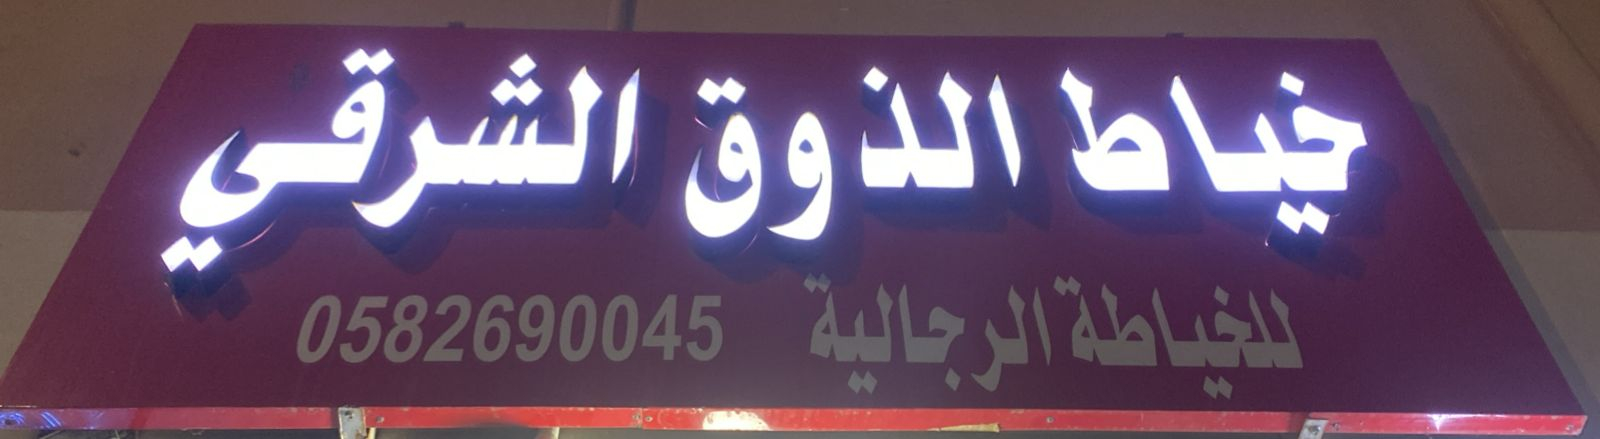 خياط الذوق الشرقي
للخياطة الرجالية 0582690045